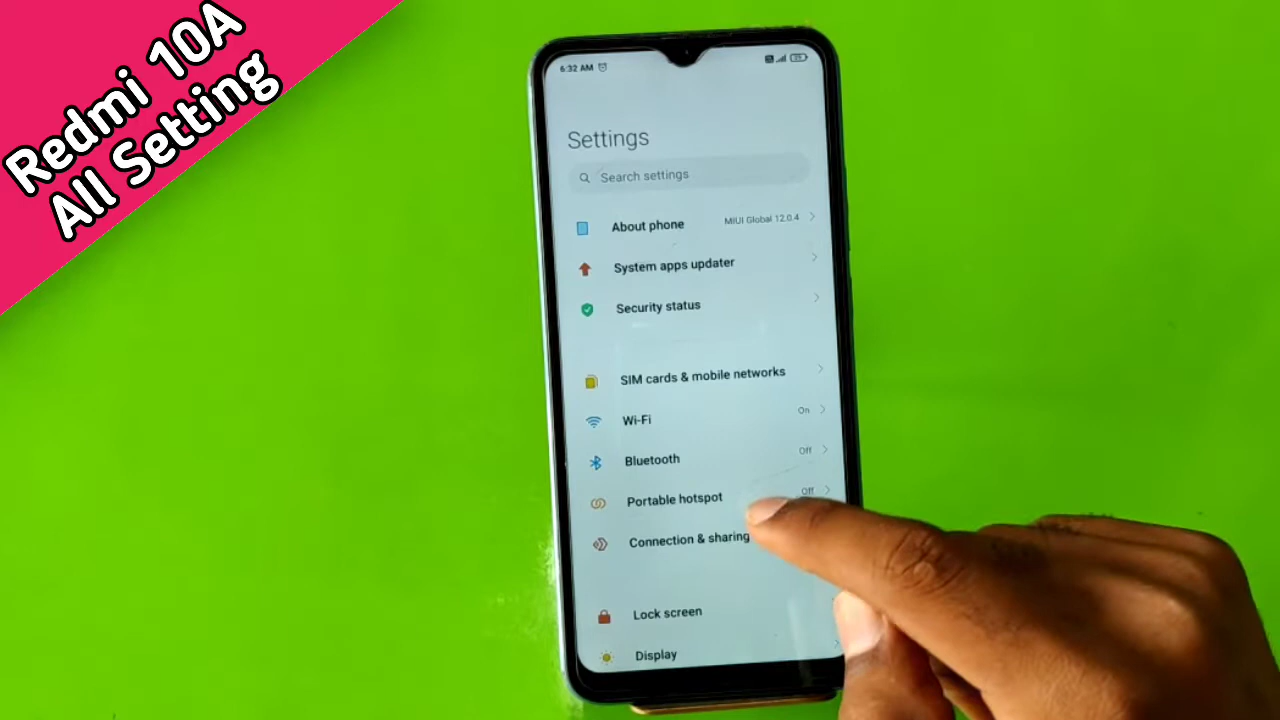 Redmi 10A
All Setting
6:32 AM
Settings
Search settings
About phone MIUI Global 12.0.4
System apps updater
Security status
SIM cards & mobile networks
Wi-Fi On
Bluetooth Off
Portable hotspot Off
Connection & sharing
Lock screen
Display